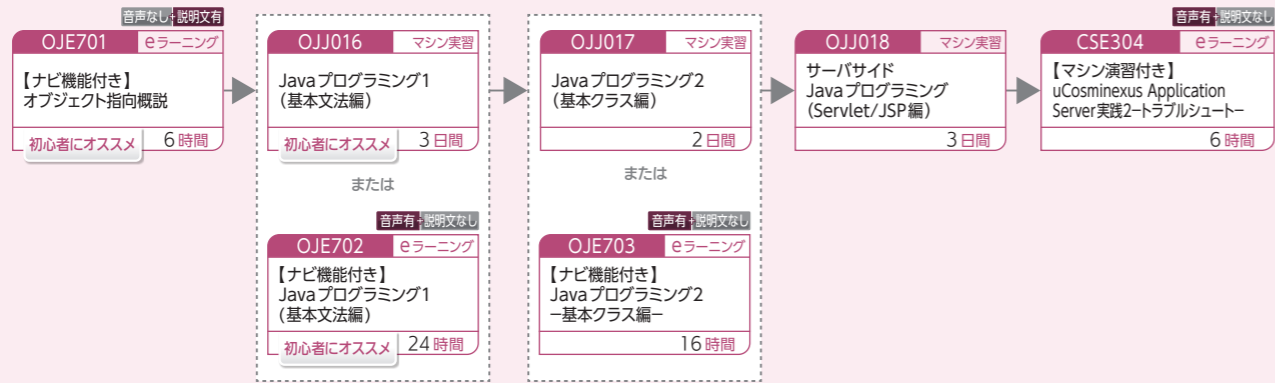 音声なし+説明文有
OJE701 eラーニング
【ナビ機能付き】
オブジェクト指向概説
初心者にオススメ 6時間
OJJ016 マシン実習
Javaプログラミング1
(基本文法編)
初心者にオススメ 3日間
または
音声有+説明文なし
OJE702 eラーニング
【ナビ機能付き】
Javaプログラミング1
(基本文法編)
初心者にオススメ 24時間
OJJ017 マシン実習
Javaプログラミング2
(基本クラス編)
2日間
または
音声有+説明文なし
OJE703 eラーニング
【ナビ機能付き】
Javaプログラミング2
−基本クラス編−
16時間
OJJ018 マシン実習
サーバサイド
Javaプログラミング
(Servlet/JSP編)
3日間
音声有+説明文なし
CSE304 eラーニング
【マシン演習付き】
uCosminexus Application
Server実践2−トラブルシュート−
6時間